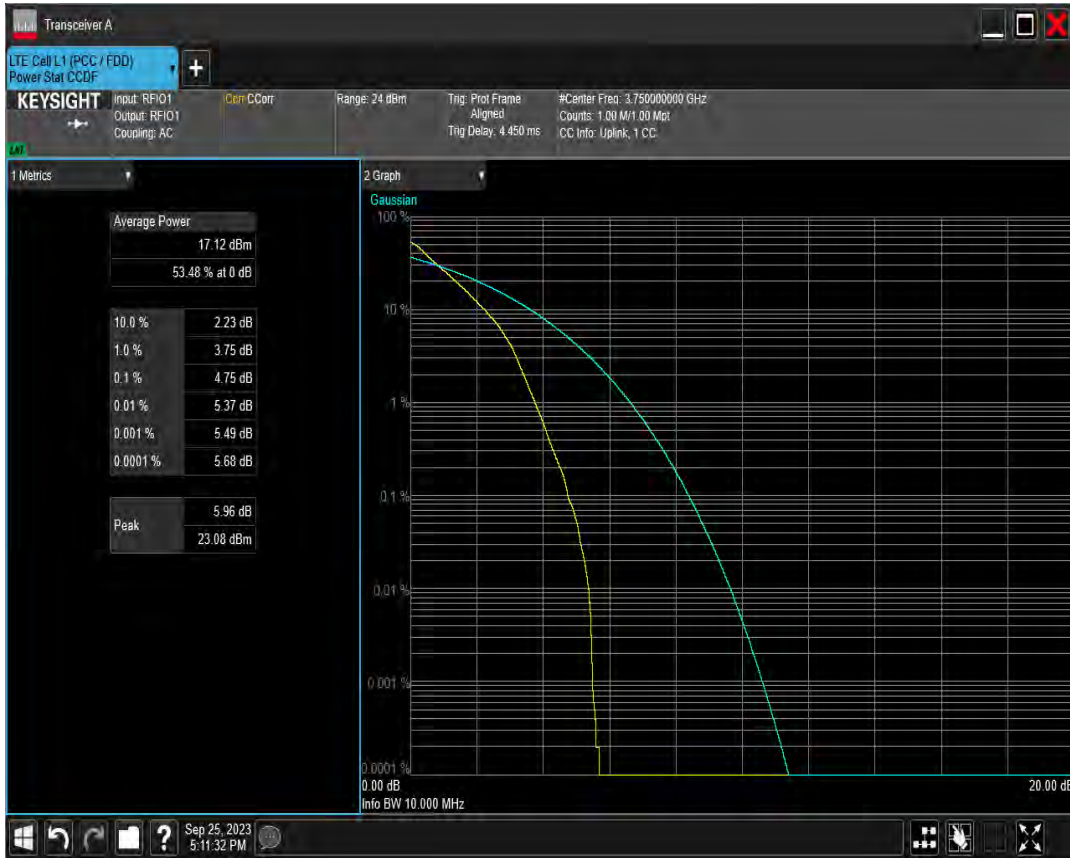 Transceiver A
LTE Cell L1 (PCC / FDD)
Power Stat CCDF
KEYSIGHT
Input: RFIO1
Output: RFIO1
Coupling: AC
Corr CCorr
Range: 24 dBm
Trig: Prot Frame
Aligned
Trig Delay: 4.450 ms
#Center Freq: 3.750000000 GHz
Counts: 1.00 M/1.00 Mpt
CC Info: Uplink, 1 CC
1 Metrics
Average Power
17.12 dBm
53.48 % at 0 dB
10.0 % 2.23 dB
1.0 % 3.75 dB
0.1 % 4.75 dB
0.01 % 5.37 dB
0.001 % 5.49 dB
0.0001 % 5.68 dB
Peak
5.96 dB
23.08 dBm
2 Graph
Gaussian
100 %
10 %
1 %
0.1 %
0.01 %
0.001 %
0.0001 %
0.00 dB
20.00 dB
Info BW 10.000 MHz
Sep 25, 2023
5:11:32 PM